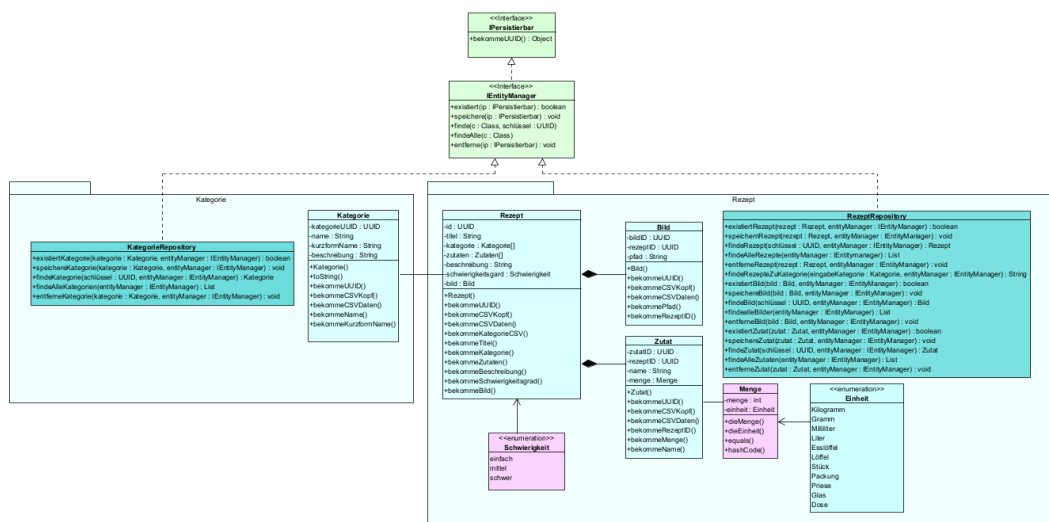 <<Interface>>
IPersistierbar
+bekommeUUID() : Object
<<Interface>>
IEntityManager
+existiert(ip : IPersistierbar) : boolean
+speichere(ip : IPersistierbar) : void
+finde(c : Class, schlüssel : UUID)
+findeAlle(c : Class)
+entferne(ip : IPersistierbar) : void
Kategorie
KategorieRepository
+existiertKategorie(kategorie : Kategorie, entityManager : IEntityManager) : boolean
+speichereKategorie(kategorie : Kategorie, entityManager : IEntityManager) : void
+findeKategorie(schlüssel : UUID, entityManager : IEntityManager) : Kategorie
+findeAlleKategorien(entityManager : IEntityManager) : List
+entferneKategorie(kategorie : Kategorie, entityManager : IEntityManager) : void
Kategorie
-kategorieUUID : UUID
-name : String
-kurzformName : String
-beschreibung : String
+Kategorie()
+toString()
+bekommeUUID()
+bekommeCSVKopf()
+bekommeCSVDaten()
+bekommeName()
+bekommeKurzformName()
Rezept
Rezept
-id : UUID
-titel : String
-kategorie : Kategorie[]
-zutaten : Zutaten[]
-beschreibung : String
-schwierigkeitsgard : Schwierigkeit
-bild : Bild
+Rezept()
+bekommeUUID()
+bekommeCSVKopf()
+bekommeCSVDaten()
+bekommeKategorieCSV()
+bekommeTitel()
+bekommeKategorie()
+bekommeZutaten()
+bekommeBeschreibung()
+bekommeSchwierigkeitsgrad()
+bekommeBild()
<<enumeration>>
Schwierigkeit
einfach
mittel
schwer
Bild
-bildID : UUID
-rezeptID : UUID
-pfad : String
+Bild()
+bekommeUUID()
+bekommeCSVKopf()
+bekommeCSVDaten()
+bekommePfad()
+bekommeRezeptID()
Zutat
-zutatID : UUID
-rezeptID : UUID
-name : String
-menge : Menge
+Zutat()
+bekommeUUID()
+bekommeCSVKopf()
+bekommeCSVDaten()
+bekommeRezeptID()
+bekommeMenge()
+bekommeName()
RezeptRepository
+existiertRezept(rezept : Rezept, entityManager : IEntityManager) : boolean
+speichernRezept(rezept : Rezept, entityManager : IEntityManager) : void
+findeRezept(schlüssel : UUID, entityManager : IEntityManager) : Rezept
+findeAlleRezepte(entityManager : IEntityManager) : List
+entferneRezept(rezept : Rezept, entityManager : IEntityManager) : void
+findeRezepteZuKategorie(eingabeKategorie : Kategorie, entityManager : IEntityManager) : String
+existiertBild(bild : Bild, entityManager : IEntityManager) : boolean
+speichereBild(bild : Bild, entityManager : IEntityManager) : void
+findeBild(schlüssel : UUID, entityManager : IEntityManager) : Bild
+findealleBilder(entityManager : IEntityManager) : List
+entferneBild(bild : Bild, entityManager : IEntityManager) : void
+existiertZutat(zutat : Zutat, entityManager : IEntityManager) : boolean
+speichereZutat(zutat : Zutat, entityManager : IEntityManager) : void
+findeZutat(schlüssel : UUID, entityManager : IEntityManager) : Zutat
+findeAlleZutaten(entityManager : IEntityManager) : List
+entferneZutat(zutat : Zutat, entityManager : IEntityManager) : void
Menge
-menge : int
-einheit : Einheit
+dieMenge()
+dieEinheit()
+equals()
+hashCode()
<<enumeration>>
Einheit
Kilogramm
Gramm
Milliliter
Liter
Esslöffel
Löffel
Stück
Packung
Priese
Glas
Dose